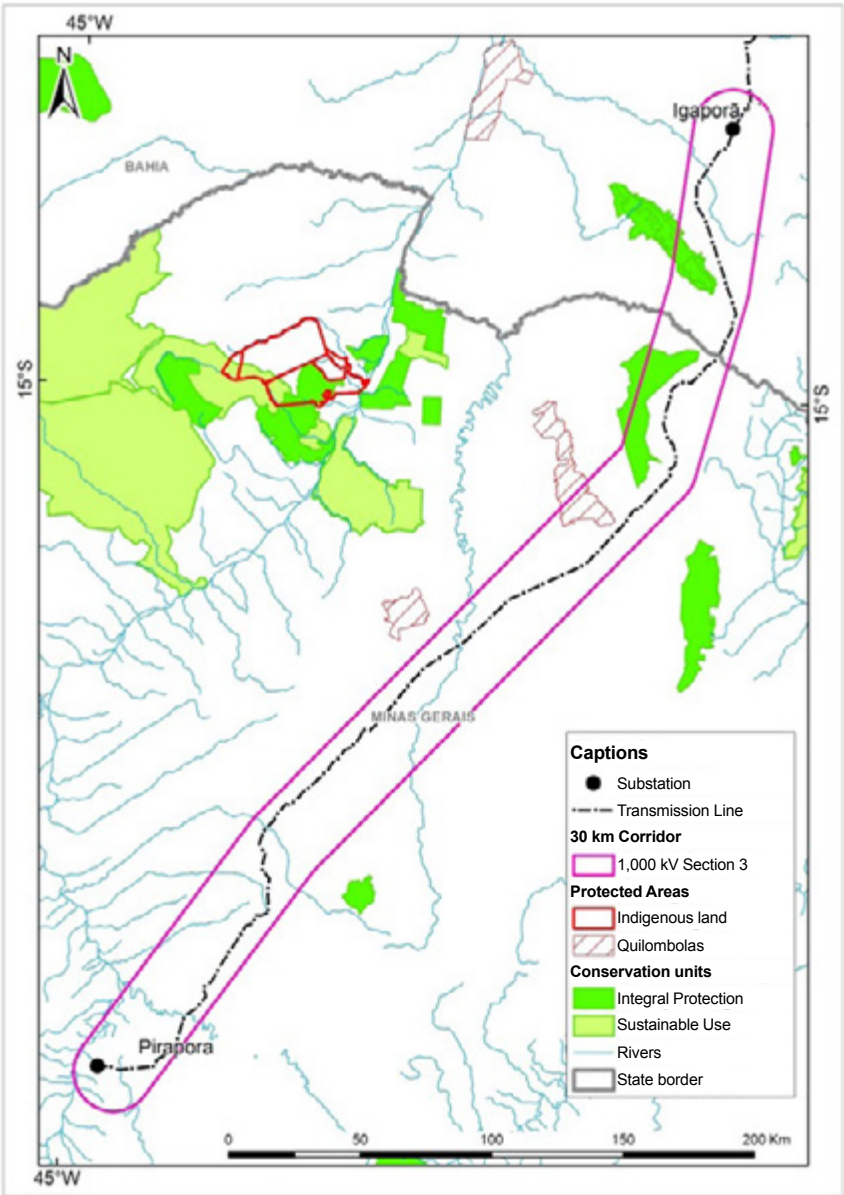 45°W
N
Igaporã
BAHIA
15°S
15°S
MINAS GERAIS
Captions
Substation
Transmission Line
30 km Corridor
1,000 kV Section 3
Protected Areas
Indigenous land
Quilombolas
Conservation units
Integral Protection
Sustainable Use
Rivers
State border
Pirapora
0 50 100 150 200 Km
45°W